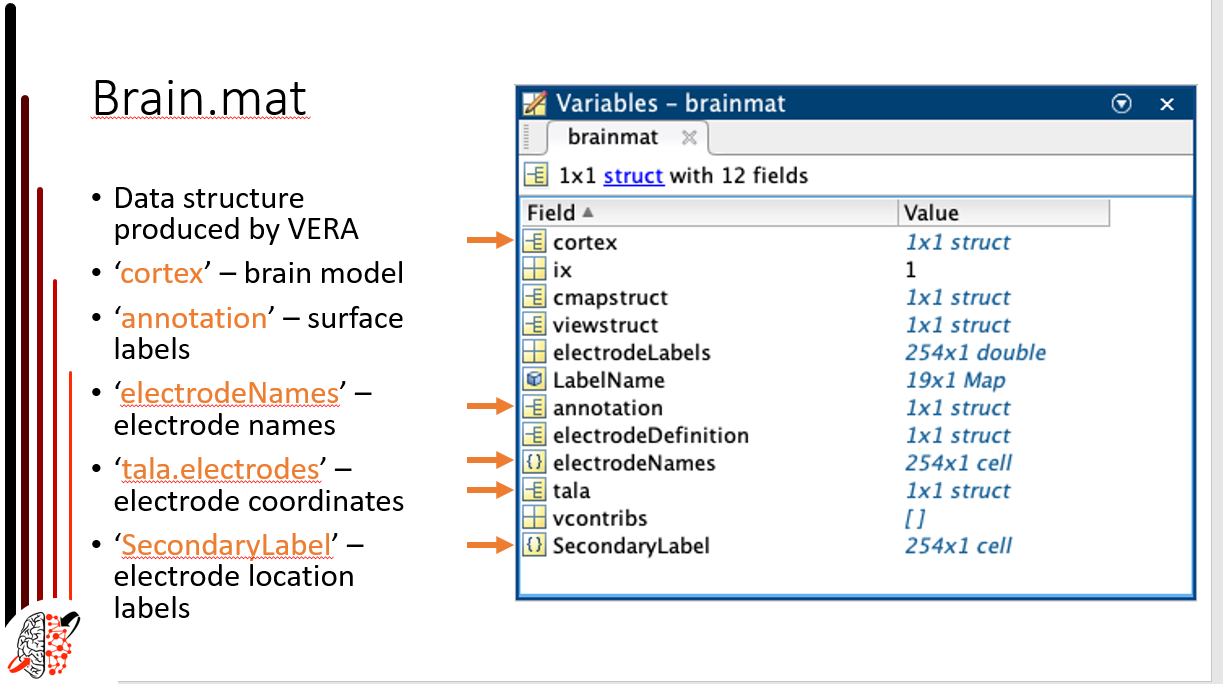 Brain.mat
• Data structure
produced by VERA
• ‘cortex’ – brain model
• ‘annotation’ – surface
labels
• ‘electrodeNames’ –
electrode names
• ‘tala.electrodes’ –
electrode coordinates
• ‘SecondaryLabel’ –
electrode location
labels
Variables – brainmat
brainmat
1x1 struct with 12 fields
Field Value
cortex 1x1 struct
ix 1
cmapstruct 1x1 struct
viewstruct 1x1 struct
electrodeLabels 254x1 double
LabelName 19x1 Map
annotation 1x1 struct
electrodeDefinition 1x1 struct
electrodeNames 254x1 cell
tala 1x1 struct
vcontribs []
SecondaryLabel 254x1 cell